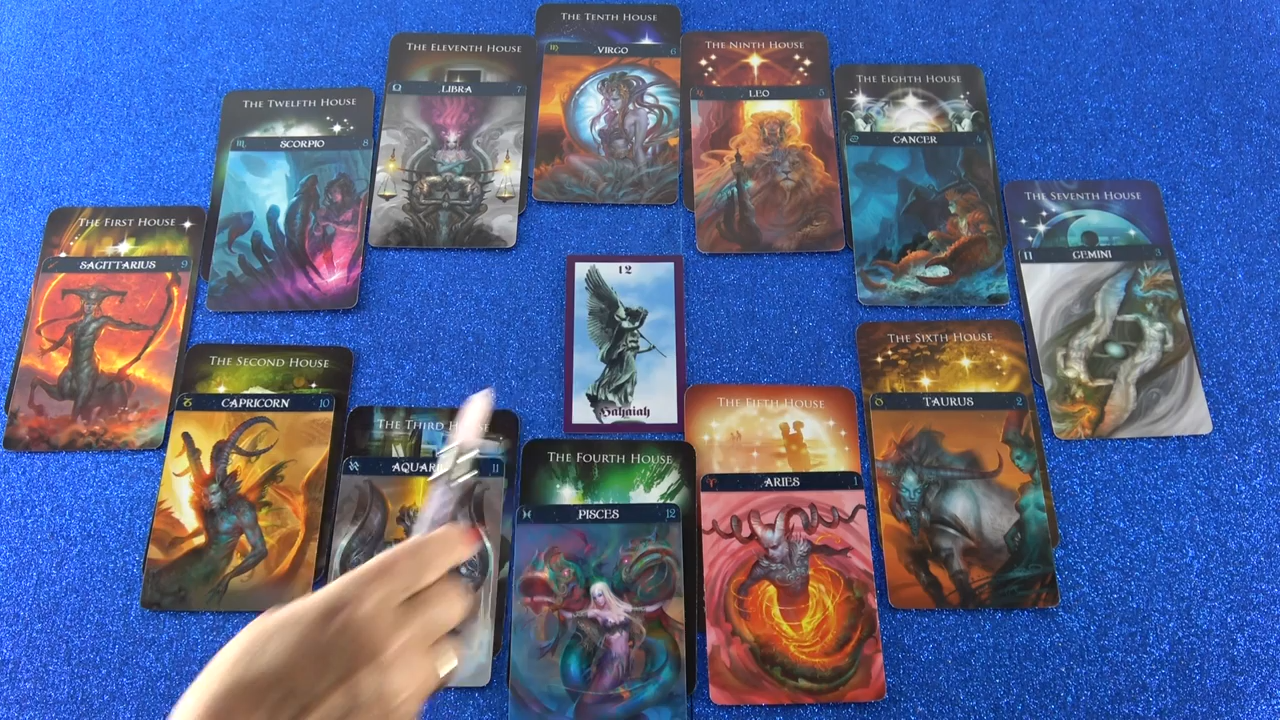 THE TENTH HOUSE
♍ VIRGO 6
THE ELEVENTH HOUSE
♎ LIBRA 7
THE NINTH HOUSE
♌ LEO 5
THE EIGHTH HOUSE
♋ CANCER 4
THE TWELFTH HOUSE
♏ SCORPIO 8
THE SEVENTH HOUSE
♊ GEMINI 3
THE FIRST HOUSE
♐ SAGITTARIUS 9
12
Hahaiah
THE SIXTH HOUSE
♉ TAURUS 2
THE SECOND HOUSE
♑ CAPRICORN 10
THE FIFTH HOUSE
♈ ARIES 1
THE THIRD H
♒ AQUARI 11
THE FOURTH HOUSE
♓ PISCES 12